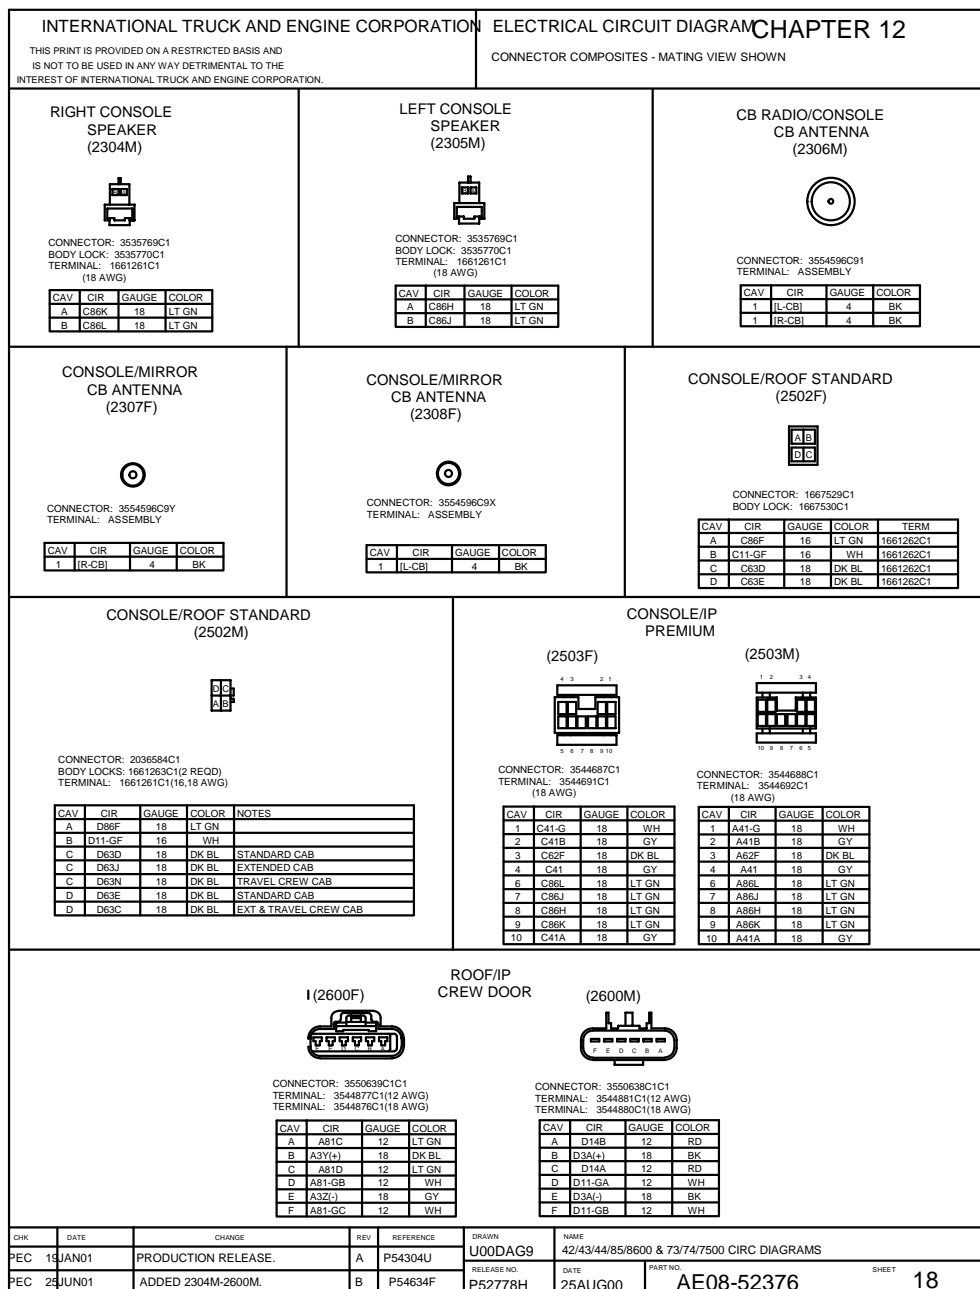 INTERNATIONAL TRUCK AND ENGINE CORPORATION
THIS PRINT IS PROVIDED ON A RESTRICTED BASIS AND
IS NOT TO BE USED IN ANY WAY DETRIMENTAL TO THE
INTEREST OF INTERNATIONAL TRUCK AND ENGINE CORPORATION.
ELECTRICAL CIRCUIT DIAGRAM
CHAPTER 12
CONNECTOR COMPOSITES - MATING VIEW SHOWN
RIGHT CONSOLE
SPEAKER
(2304M)
CONNECTOR: 3535769C1
BODY LOCK: 3535770C1
TERMINAL: 1661261C1
(18 AWG)
CAV CIR GAUGE COLOR
A C86K 18 LT GN
B C86L 18 LT GN
LEFT CONSOLE
SPEAKER
(2305M)
CONNECTOR: 3535769C1
BODY LOCK: 3535770C1
TERMINAL: 1661261C1
(18 AWG)
CAV CIR GAUGE COLOR
A C86H 18 LT GN
B C86J 18 LT GN
CB RADIO/CONSOLE
CB ANTENNA
(2306M)
CONNECTOR: 3554596C91
TERMINAL: ASSEMBLY
CAV CIR GAUGE COLOR
1 [L-CB] 4 BK
1 [R-CB] 4 BK
CONSOLE/MIRROR
CB ANTENNA
(2307F)
CONNECTOR: 3554596C9Y
TERMINAL: ASSEMBLY
CAV CIR GAUGE COLOR
1 [R-CB] 4 BK
CONSOLE/MIRROR
CB ANTENNA
(2308F)
CONNECTOR: 3554596C9X
TERMINAL: ASSEMBLY
CAV CIR GAUGE COLOR
1 [L-CB] 4 BK
CONSOLE/ROOF STANDARD
(2502F)
A B
D C
CONNECTOR: 1667529C1
BODY LOCK: 1667530C1
CAV CIR GAUGE COLOR TERM
A C86F 16 LT GN 1661262C1
B C11-GF 16 WH 1661262C1
C C63D 18 DK BL 1661262C1
D C63E 18 DK BL 1661262C1
CONSOLE/ROOF STANDARD
(2502M)
D C
A B
CONNECTOR: 2036584C1
BODY LOCKS: 1661263C1(2 REQD)
TERMINAL: 1661261C1(16,18 AWG)
CAV CIR GAUGE COLOR NOTES
A D86F 18 LT GN
B D11-GF 16 WH
C D63D 18 DK BL STANDARD CAB
C D63J 18 DK BL EXTENDED CAB
C D63N 18 DK BL TRAVEL CREW CAB
D D63E 18 DK BL STANDARD CAB
D D63C 18 DK BL EXT & TRAVEL CREW CAB
CONSOLE/IP
PREMIUM
(2503F)
4 3 2 1
5 6 7 8 9 10
CONNECTOR: 3544687C1
TERMINAL: 3544691C1
(18 AWG)
CAV CIR GAUGE COLOR
1 C41-G 18 WH
2 C41B 18 GY
3 C62F 18 DK BL
4 C41 18 GY
6 C86L 18 LT GN
7 C86J 18 LT GN
8 C86H 18 LT GN
9 C86K 18 LT GN
10 C41A 18 GY
(2503M)
1 2 3 4
10 9 8 7 6 5
CONNECTOR: 3544688C1
TERMINAL: 3544692C1
(18 AWG)
CAV CIR GAUGE COLOR
1 A41-G 18 WH
2 A41B 18 GY
3 A62F 18 DK BL
4 A41 18 GY
6 A86L 18 LT GN
7 A86J 18 LT GN
8 A86H 18 LT GN
9 A86K 18 LT GN
10 A41A 18 GY
ROOF/IP
CREW DOOR
(2600F)
CONNECTOR: 3550639C1C1
TERMINAL: 3544877C1(12 AWG)
TERMINAL: 3544876C1(18 AWG)
CAV CIR GAUGE COLOR
A A81C 12 LT GN
B A3Y(+) 18 DK BL
C A81D 12 LT GN
D A81-GB 12 WH
E A3Z(-) 18 GY
F A81-GC 12 WH
(2600M)
F E D C B A
CONNECTOR: 3550638C1C1
TERMINAL: 3544881C1(12 AWG)
TERMINAL: 3544880C1(18 AWG)
CAV CIR GAUGE COLOR
A D14B 12 RD
B D3A(+) 18 BK
C D14A 12 RD
D D11-GA 12 WH
E D3A(-) 18 BK
F D11-GB 12 WH
CHK DATE CHANGE REV REFERENCE
PEC 19JAN01 PRODUCTION RELEASE. A P54304U
PEC 25JUN01 ADDED 2304M-2600M. B P54634F
DRAWN
U00DAG9
NAME
42/43/44/85/8600 & 73/74/7500 CIRC DIAGRAMS
RELEASE NO.
P52778H
DATE
25AUG00
PART NO.
AE08-52376
SHEET
18